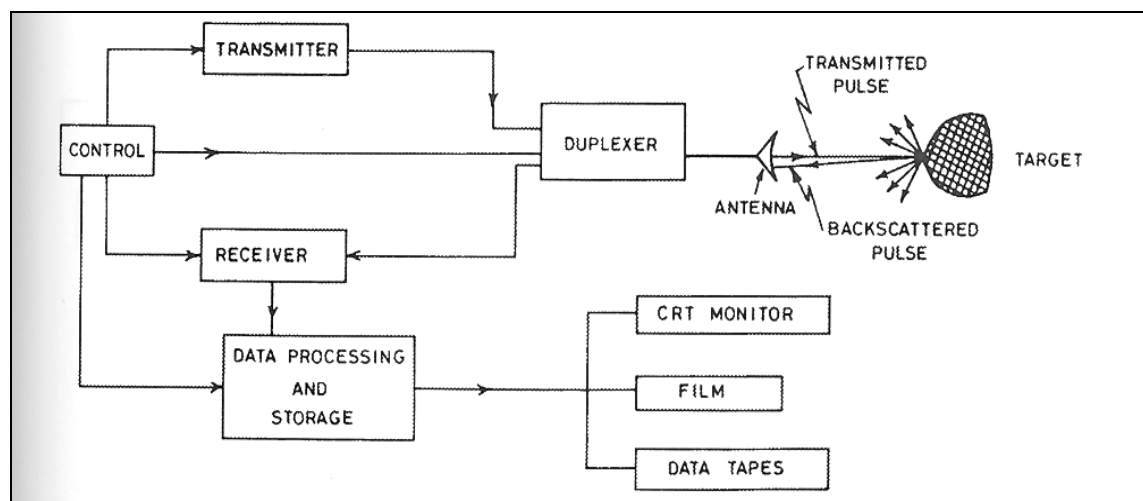 TRANSMITTER
TRANSMITTED
PULSE
CONTROL
DUPLEXER
TARGET
ANTENNA
BACKSCATTERED
PULSE
RECEIVER
CRT MONITOR
DATA PROCESSING
AND
STORAGE
FILM
DATA TAPES